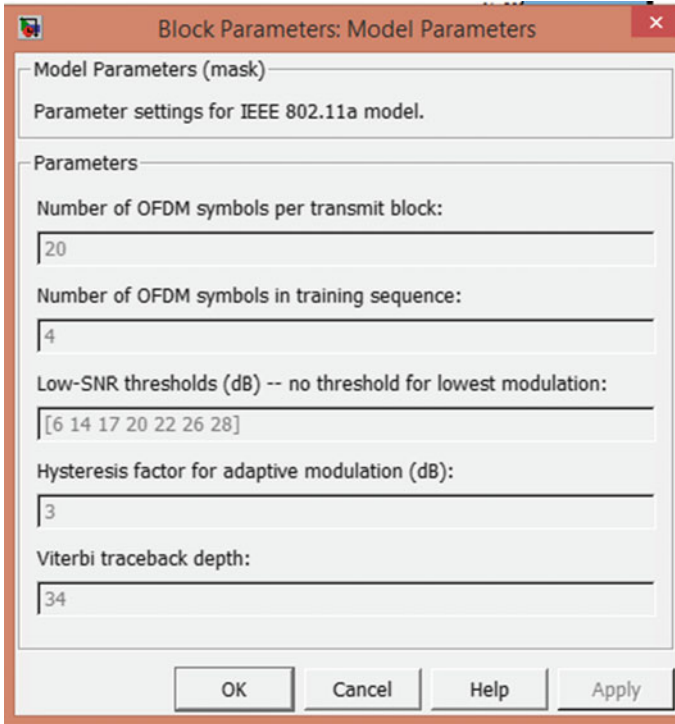 Block Parameters: Model Parameters
Model Parameters (mask)
Parameter settings for IEEE 802.11a model.
Parameters
Number of OFDM symbols per transmit block:
20
Number of OFDM symbols in training sequence:
4
Low-SNR thresholds (dB) -- no threshold for lowest modulation:
[6 14 17 20 22 26 28]
Hysteresis factor for adaptive modulation (dB):
3
Viterbi traceback depth:
34
OK Cancel Help Apply